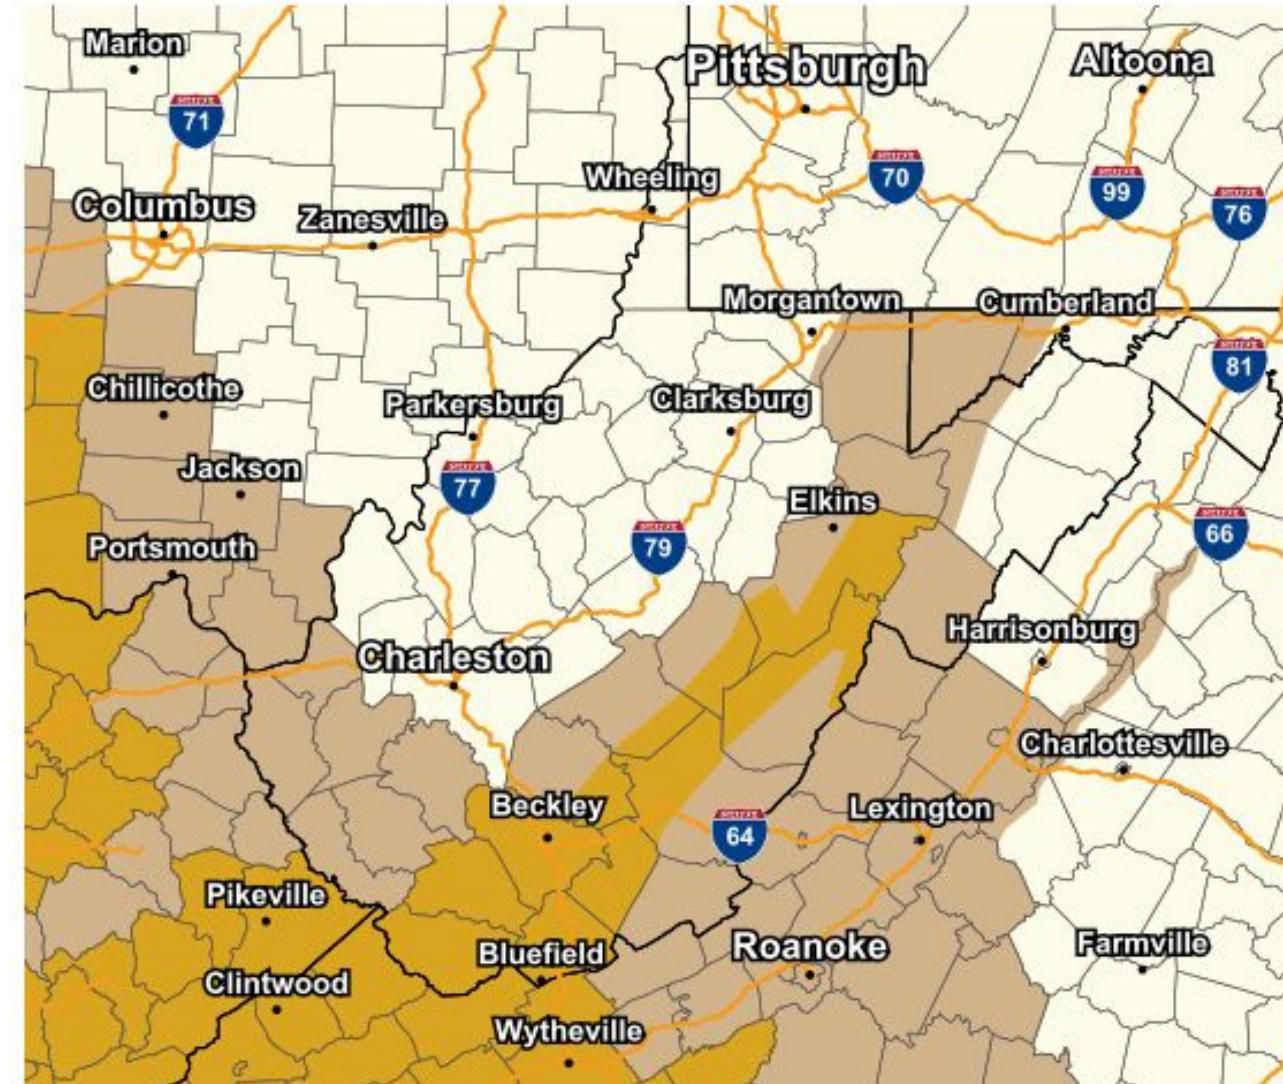 Marion
Pittsburgh
Altoona
71
70
99
76
Wheeling
Columbus
Zanesville
Morgantown
Cumberland
81
Chillicothe
Parkersburg
Clarksburg
Jackson
77
Elkins
Portsmouth
79
66
Charleston
Harrisonburg
Charlottesville
Beckley
64
Lexington
Pikeville
Bluefield
Roanoke
Farmville
Clintwood
Wytheville